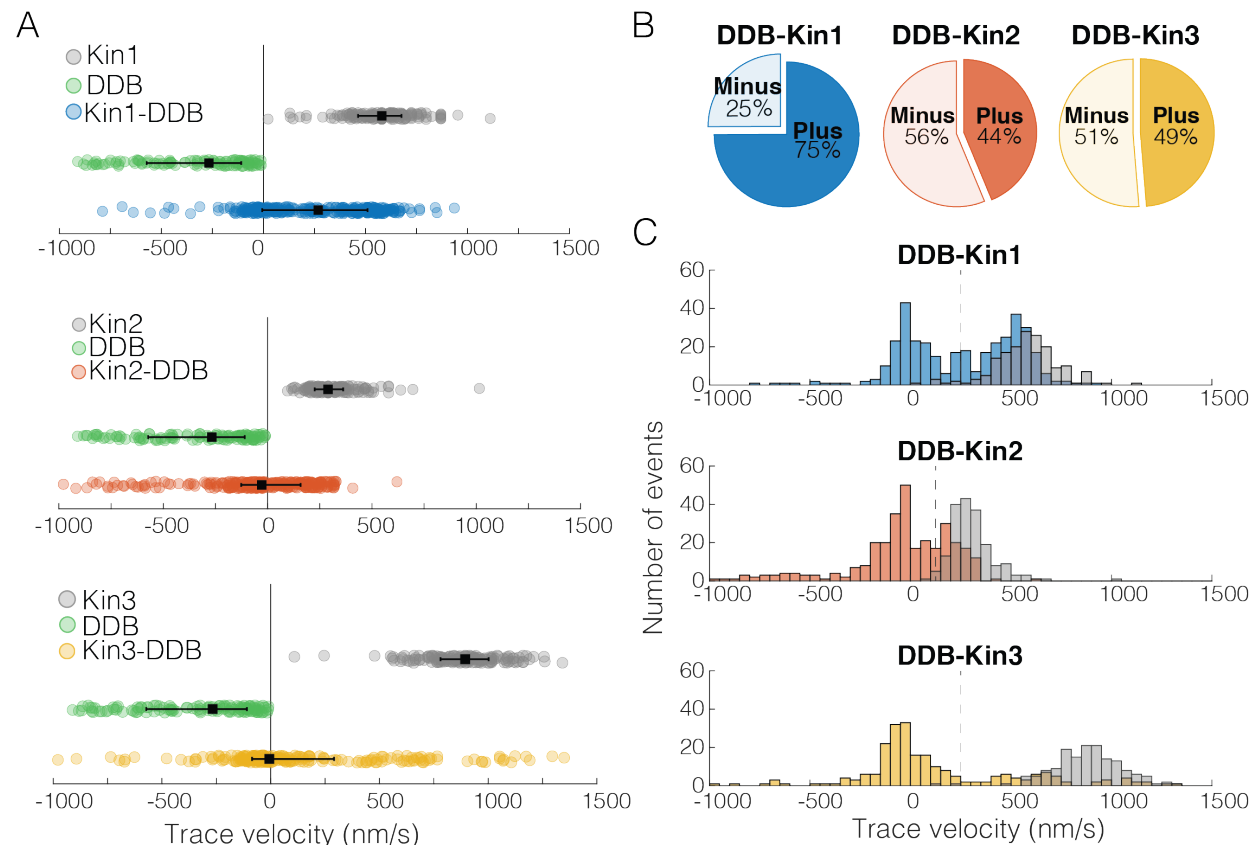 A
Kin1
DDB
Kin1-DDB
-1000 -500 0 500 1000 1500
Kin2
DDB
Kin2-DDB
-1000 -500 0 500 1000 1500
Kin3
DDB
Kin3-DDB
-1000 -500 0 500 1000 1500
Trace velocity (nm/s)
B
DDB-Kin1 DDB-Kin2 DDB-Kin3
Minus
25%
Plus
75%
Minus
56%
Plus
44%
Minus
51%
Plus
49%
C
Number of events
DDB-Kin1
60
40
20
0
-1000 -500 0 500 1000 1500
DDB-Kin2
60
40
20
0
-1000 -500 0 500 1000 1500
DDB-Kin3
60
40
20
0
-1000 -500 0 500 1000 1500
Trace velocity (nm/s)